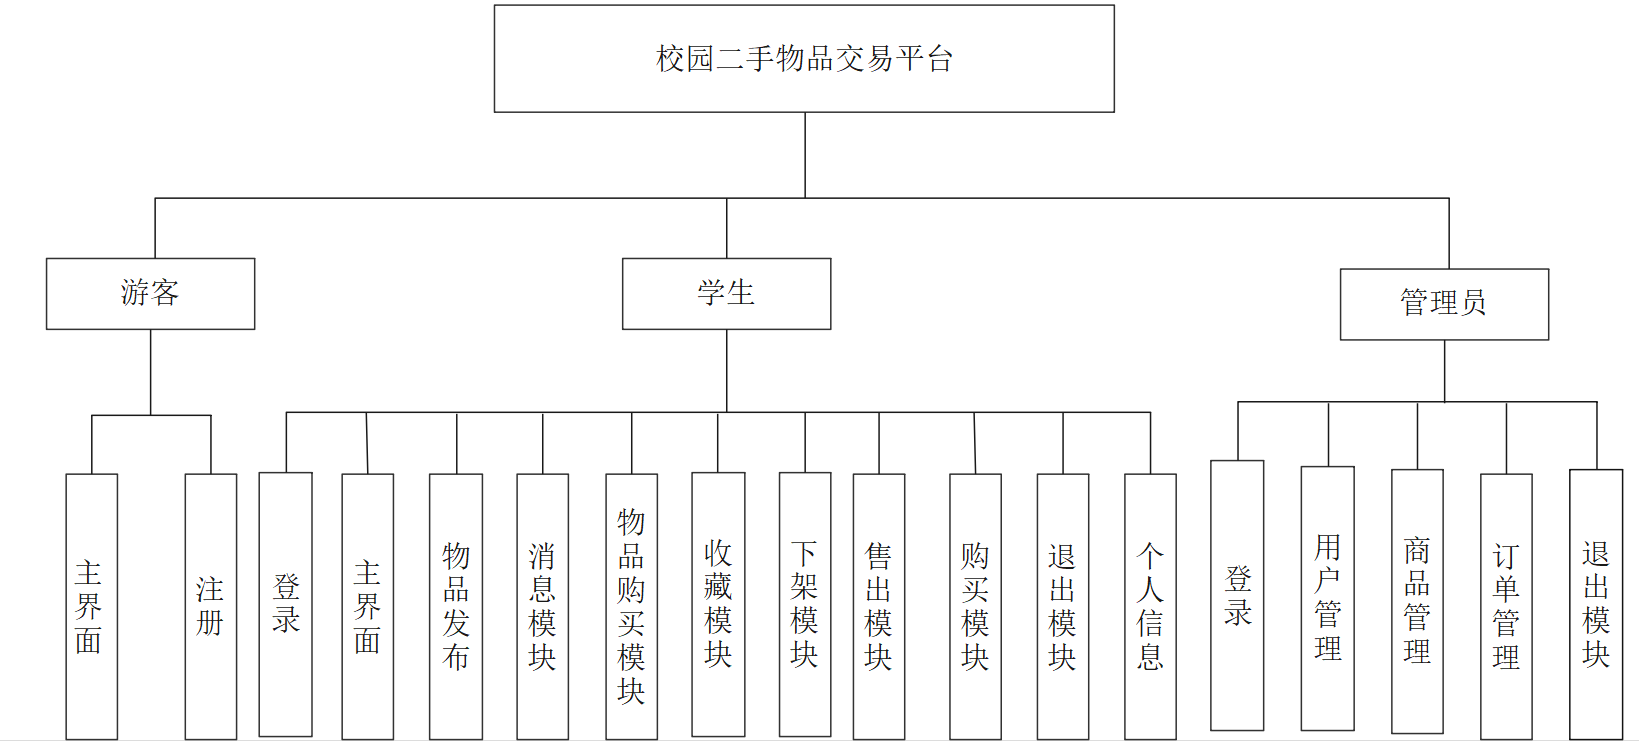 校园二手物品交易平台
游客
学生
管理员
主界面
注册
登录
主界面
物品发布
消息模块
物品购买模块
收藏模块
下架模块
售出模块
购买模块
退出模块
个人信息
登录
用户管理
商品管理
订单管理
退出模块